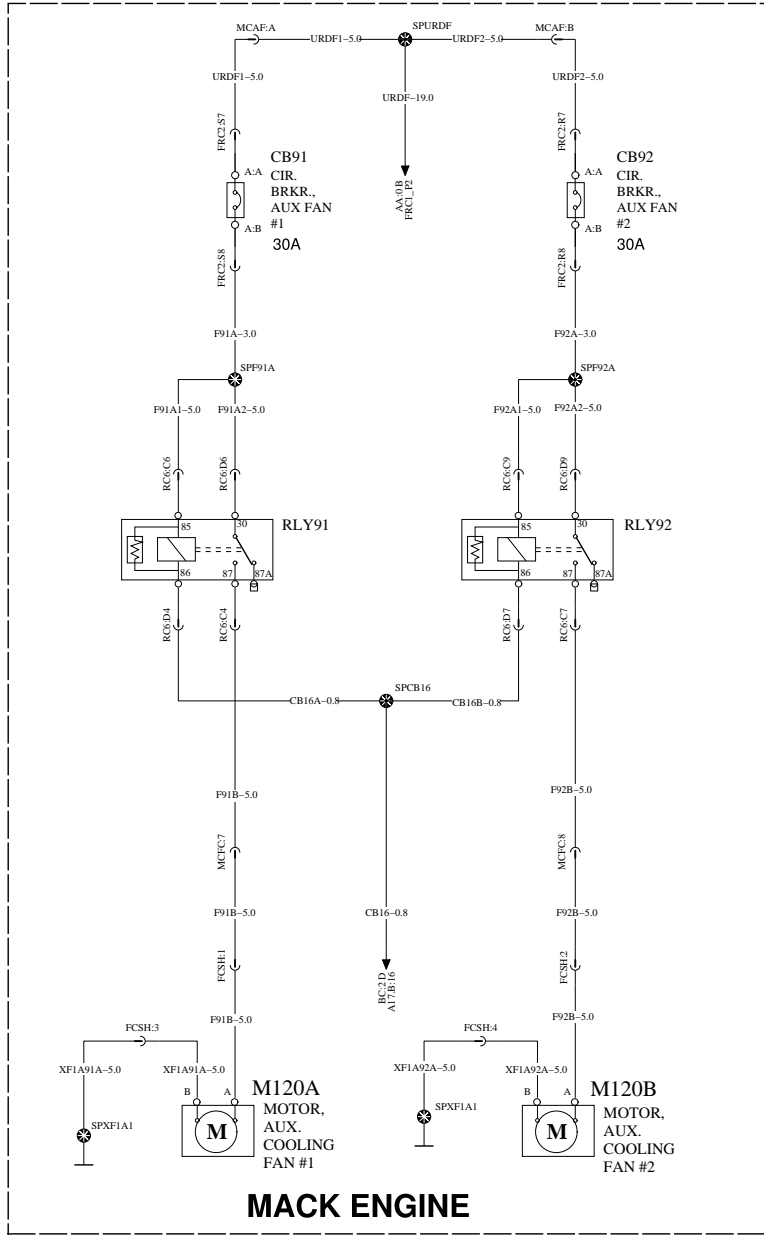 MCAF:A
SPURDF
MCAF:B
URDF1–5.0
URDF2–5.0
URDF1–5.0
URDF2–5.0
URDF–19.0
FRC2:S7
FRC2:R7
AA:0 B
FRC1_P2
A:A
CB91
CIR.
BRKR.,
AUX FAN
#1
30A
A:B
A:A
CB92
CIR.
BRKR.,
AUX FAN
#2
30A
A:B
FRC2:S8
FRC2:R8
F91A–3.0
F92A–3.0
SPF91A
SPF92A
F91A1–5.0
F91A2–5.0
F92A1–5.0
F92A2–5.0
RC6:C6
RC6:D6
RC6:C9
RC6:D9
85
30
RLY91
86
87
87A
85
30
RLY92
86
87
87A
RC6:D4
RC6:C4
RC6:D7
RC6:C7
SPCB16
CB16A–0.8
CB16B–0.8
F91B–5.0
F92B–5.0
MCFC:7
MCFC:8
F91B–5.0
CB16–0.8
F92B–5.0
FCSH:1
FCSH:2
BC:2 D
A17.B:16
F91B–5.0
F92B–5.0
FCSH:3
FCSH:4
XF1A91A–5.0
XF1A91A–5.0
XF1A92A–5.0
XF1A92A–5.0
B
A
M120A
MOTOR,
AUX.
COOLING
FAN #1
M
SPXF1A1
B
A
M120B
MOTOR,
AUX.
COOLING
FAN #2
M
SPXF1A1
MACK ENGINE